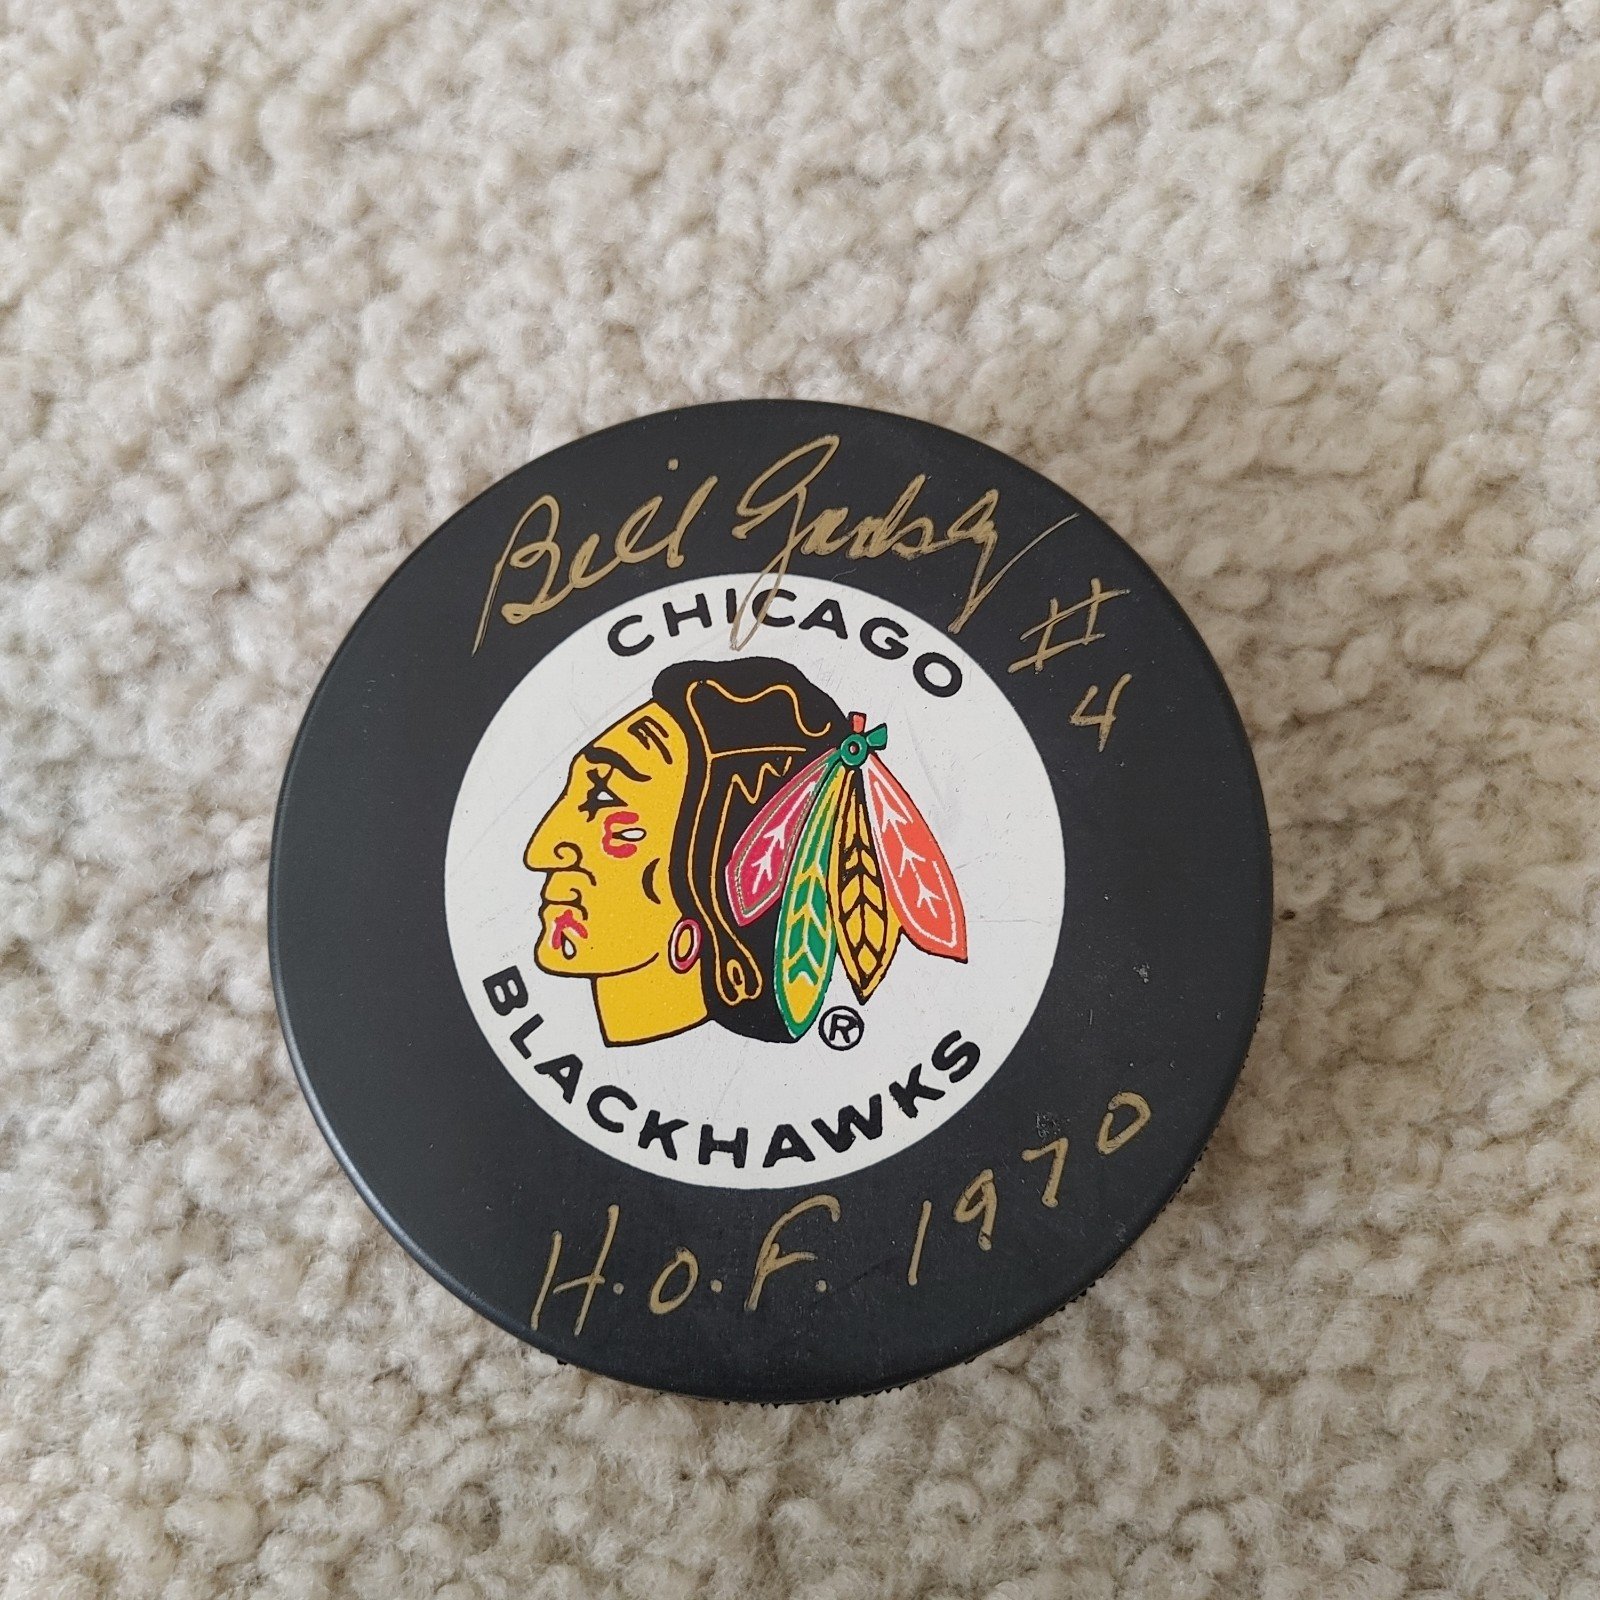 Bill Gadsby #4
CHICAGO
BLACKHAWKS
®
H.O.F. 1970